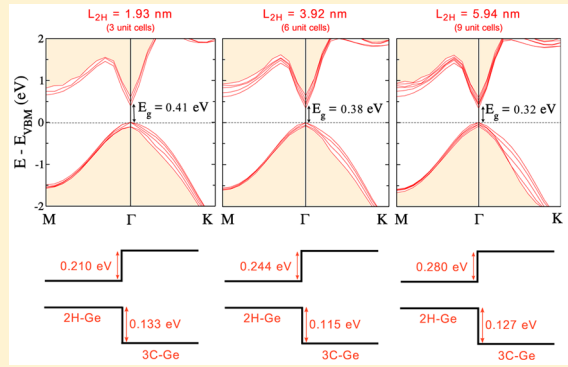 L2H = 1.93 nm
(3 unit cells)
L2H = 3.92 nm
(6 unit cells)
L2H = 5.94 nm
(9 unit cells)
E - EVBM (eV)
2
1
0
-1
-2
Eg = 0.41 eV
Eg = 0.38 eV
Eg = 0.32 eV
M Γ K
M Γ K
M Γ K
0.210 eV
2H-Ge
0.133 eV
3C-Ge
0.244 eV
2H-Ge
0.115 eV
3C-Ge
0.280 eV
2H-Ge
0.127 eV
3C-Ge